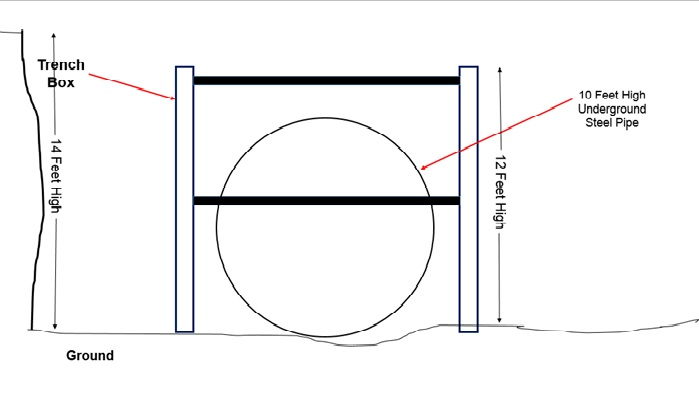 Trench
Box
14 Feet High
10 Feet High
Underground
Steel Pipe
12 Feet High
Ground